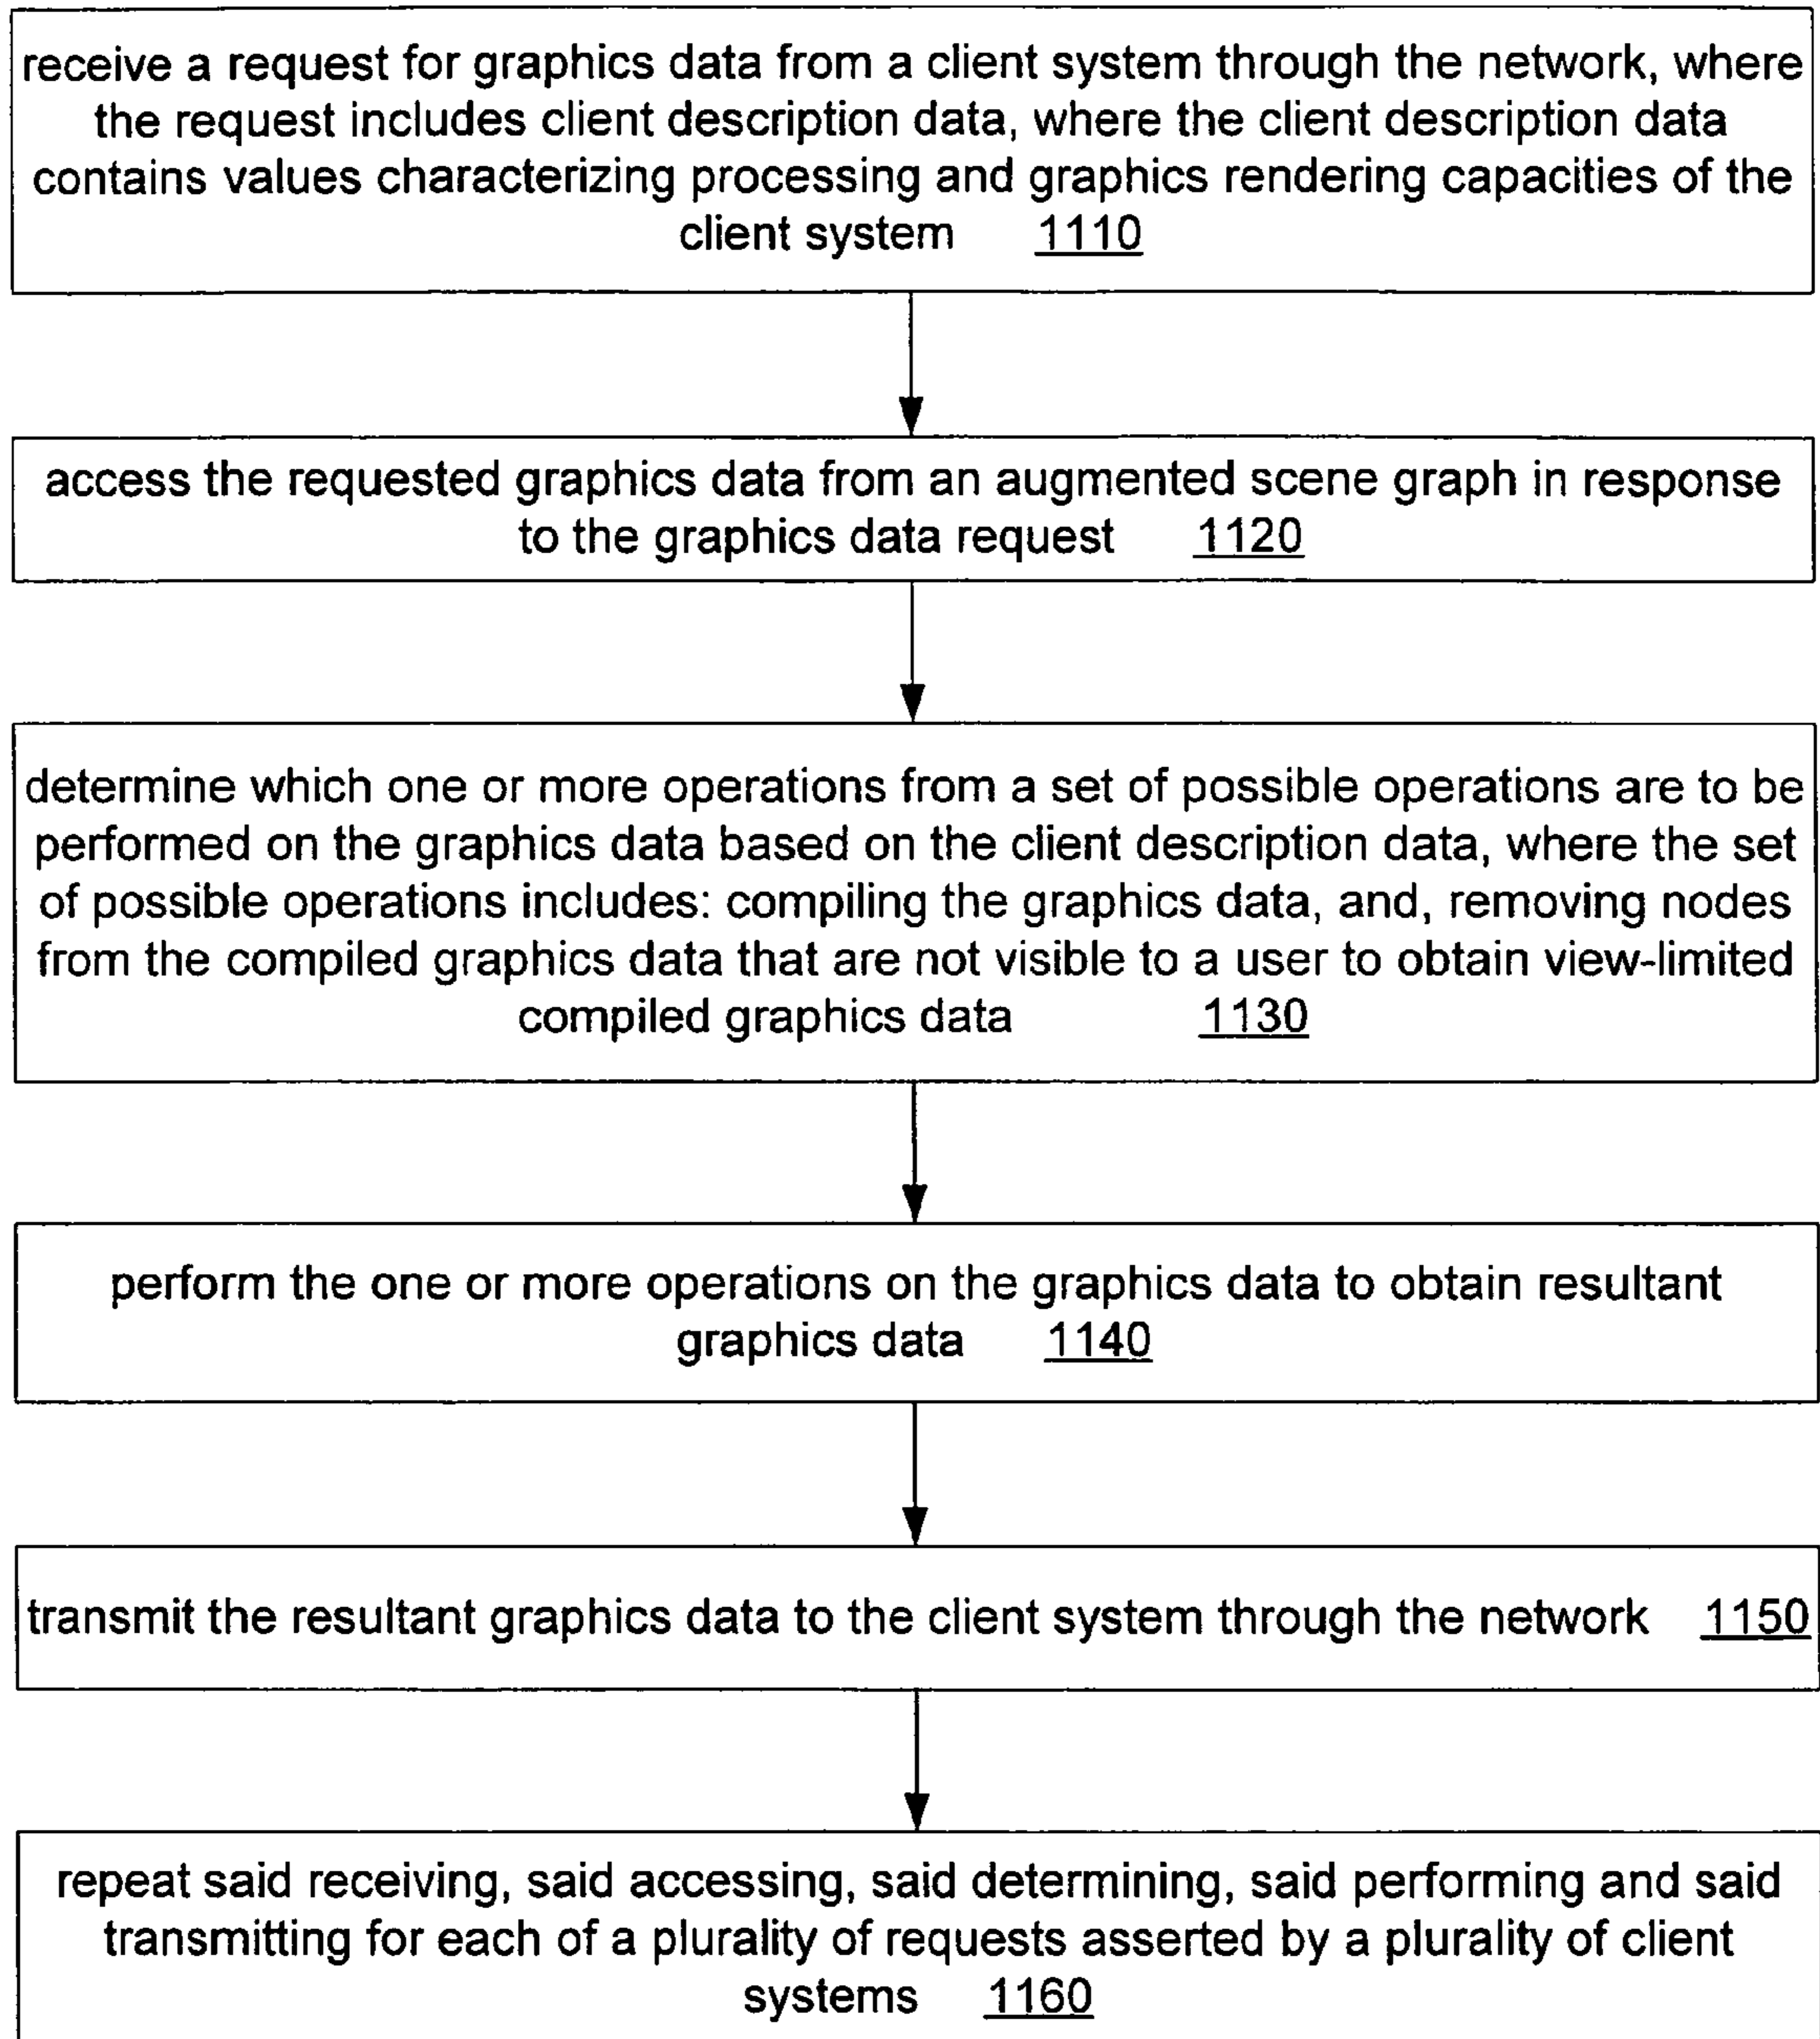 receive a request for graphics data from a client system through the network, where
the request includes client description data, where the client description data
contains values characterizing processing and graphics rendering capacities of the
client system 1110
access the requested graphics data from an augmented scene graph in response
to the graphics data request 1120
determine which one or more operations from a set of possible operations are to be
performed on the graphics data based on the client description data, where the set
of possible operations includes: compiling the graphics data, and, removing nodes
from the compiled graphics data that are not visible to a user to obtain view-limited
compiled graphics data 1130
perform the one or more operations on the graphics data to obtain resultant
graphics data 1140
transmit the resultant graphics data to the client system through the network 1150
repeat said receiving, said accessing, said determining, said performing and said
transmitting for each of a plurality of requests asserted by a plurality of client
systems 1160